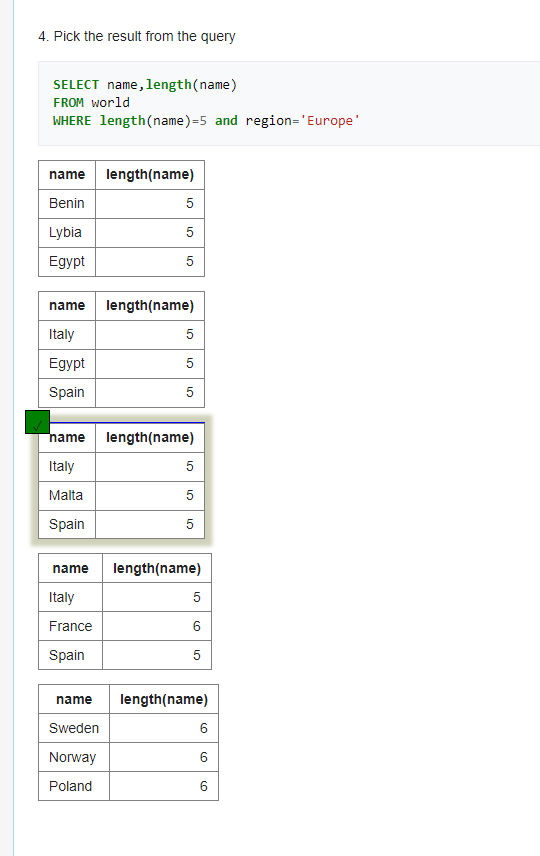 4. Pick the result from the query
SELECT name,length(name)
FROM world
WHERE length(name)=5 and region='Europe'
name length(name)
Benin 5
Lybia 5
Egypt 5
name length(name)
Italy 5
Egypt 5
Spain 5
✓
name length(name)
Italy 5
Malta 5
Spain 5
name length(name)
Italy 5
France 6
Spain 5
name length(name)
Sweden 6
Norway 6
Poland 6